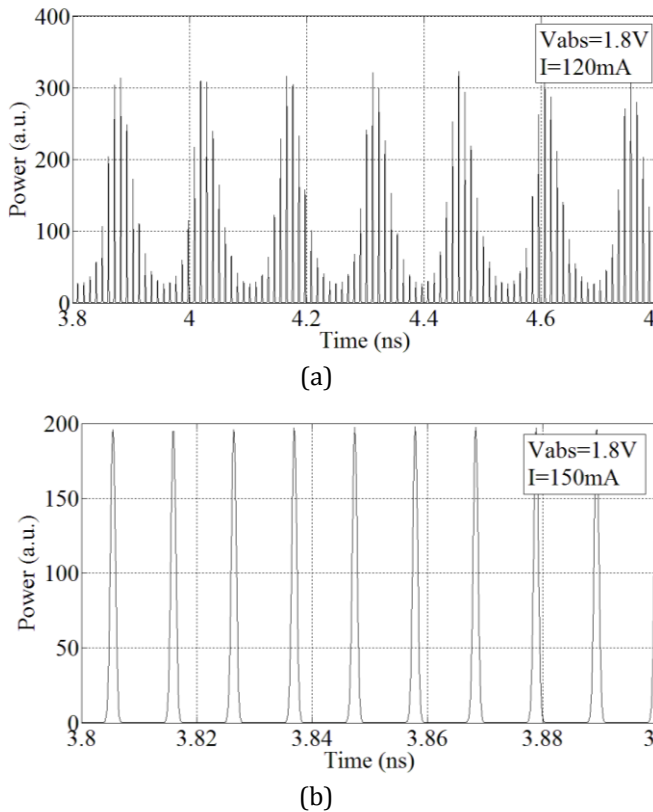 400
300
200
100
0
Power (a.u.)
Vabs=1.8V
I=120mA
3.8 4 4.2 4.4 4.6 4.
Time (ns)
(a)
200
150
100
50
0
Power (a.u.)
Vabs=1.8V
I=150mA
3.8 3.82 3.84 3.86 3.88 3.
Time (ns)
(b)